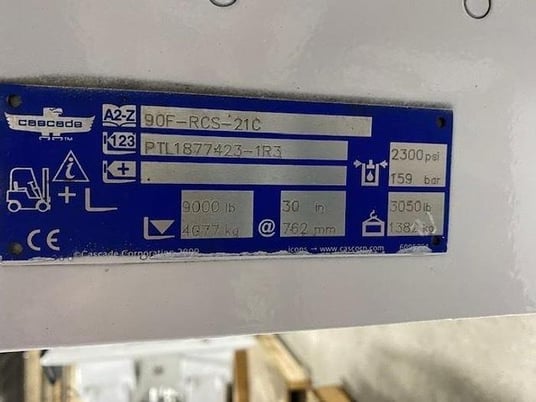 cascade
A2-Z 90F-RCS-21C
123 PTL1877423-1R3
2300 psi
159 bar
9000 lb @ 30 in 3050 lb
4077 kg 762 mm 1382 kg
CE ©Cascade Corporation icons → www.cascorp.com